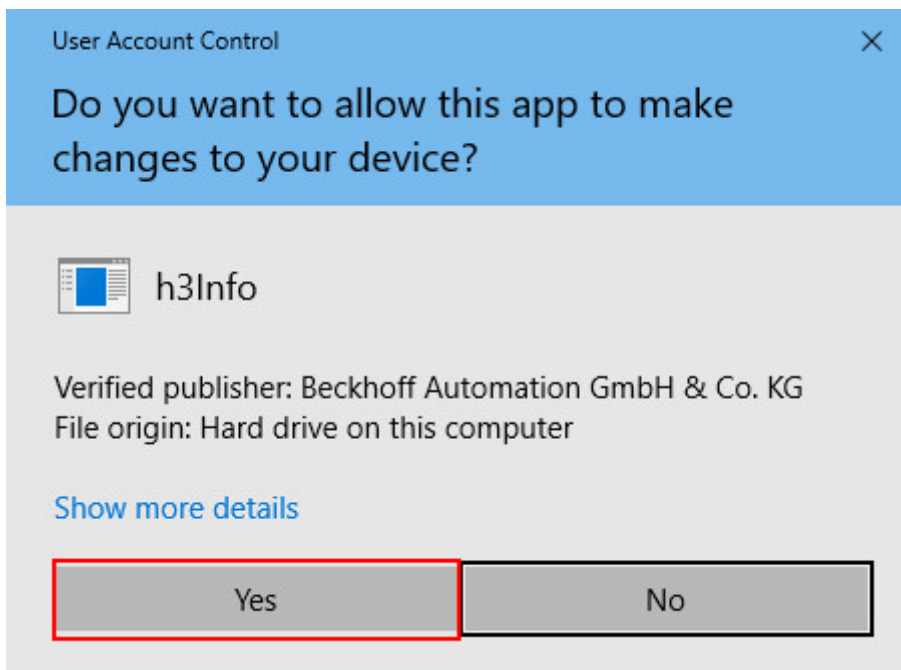 User Account Control
Do you want to allow this app to make
changes to your device?
h3Info
Verified publisher: Beckhoff Automation GmbH & Co. KG
File origin: Hard drive on this computer
Show more details
Yes
No